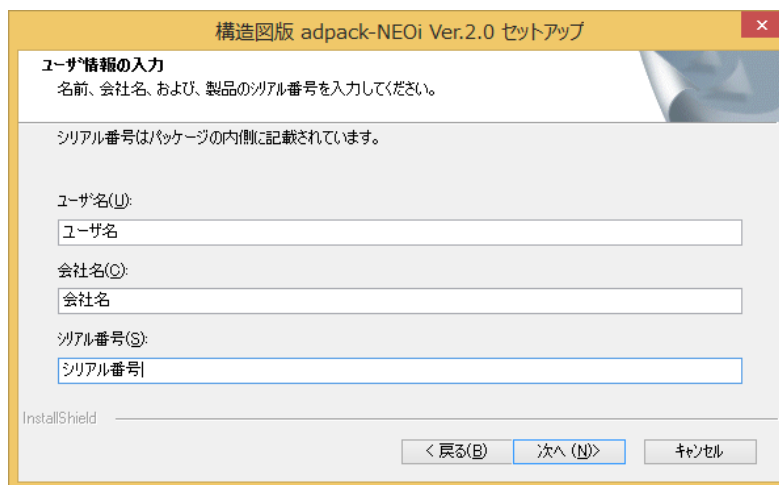 構造図版 adpack-NEOi Ver.2.0 セットアップ
ユーザ情報の入力
名前、会社名、および、製品のシリアル番号を入力してください。
シリアル番号はパッケージの内側に記載されています。
ユーザ名(U):
ユーザ名
会社名(C):
会社名
シリアル番号(S):
シリアル番号
InstallShield
< 戻る(B)
次へ (N)>
キャンセル